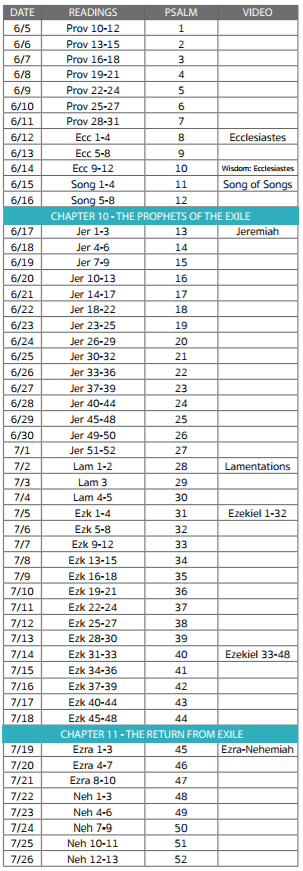 DATE READINGS PSALM VIDEO
6/5 Prov 10-12 1
6/6 Prov 13-15 2
6/7 Prov 16-18 3
6/8 Prov 19-21 4
6/9 Prov 22-24 5
6/10 Prov 25-27 6
6/11 Prov 28-31 7
6/12 Ecc 1-4 8 Ecclesiastes
6/13 Ecc 5-8 9
6/14 Ecc 9-12 10 Wisdom: Ecclesiastes
6/15 Song 1-4 11 Song of Songs
6/16 Song 5-8 12
CHAPTER 10 - THE PROPHETS OF THE EXILE
6/17 Jer 1-3 13 Jeremiah
6/18 Jer 4-6 14
6/19 Jer 7-9 15
6/20 Jer 10-13 16
6/21 Jer 14-17 17
6/22 Jer 18-22 18
6/23 Jer 23-25 19
6/24 Jer 26-29 20
6/25 Jer 30-32 21
6/26 Jer 33-36 22
6/27 Jer 37-39 23
6/28 Jer 40-44 24
6/29 Jer 45-48 25
6/30 Jer 49-50 26
7/1 Jer 51-52 27
7/2 Lam 1-2 28 Lamentations
7/3 Lam 3 29
7/4 Lam 4-5 30
7/5 Ezk 1-4 31 Ezekiel 1-32
7/6 Ezk 5-8 32
7/7 Ezk 9-12 33
7/8 Ezk 13-15 34
7/9 Ezk 16-18 35
7/10 Ezk 19-21 36
7/11 Ezk 22-24 37
7/12 Ezk 25-27 38
7/13 Ezk 28-30 39
7/14 Ezk 31-33 40 Ezekiel 33-48
7/15 Ezk 34-36 41
7/16 Ezk 37-39 42
7/17 Ezk 40-44 43
7/18 Ezk 45-48 44
CHAPTER 11 - THE RETURN FROM EXILE
7/19 Ezra 1-3 45 Ezra-Nehemiah
7/20 Ezra 4-7 46
7/21 Ezra 8-10 47
7/22 Neh 1-3 48
7/23 Neh 4-6 49
7/24 Neh 7-9 50
7/25 Neh 10-11 51
7/26 Neh 12-13 52